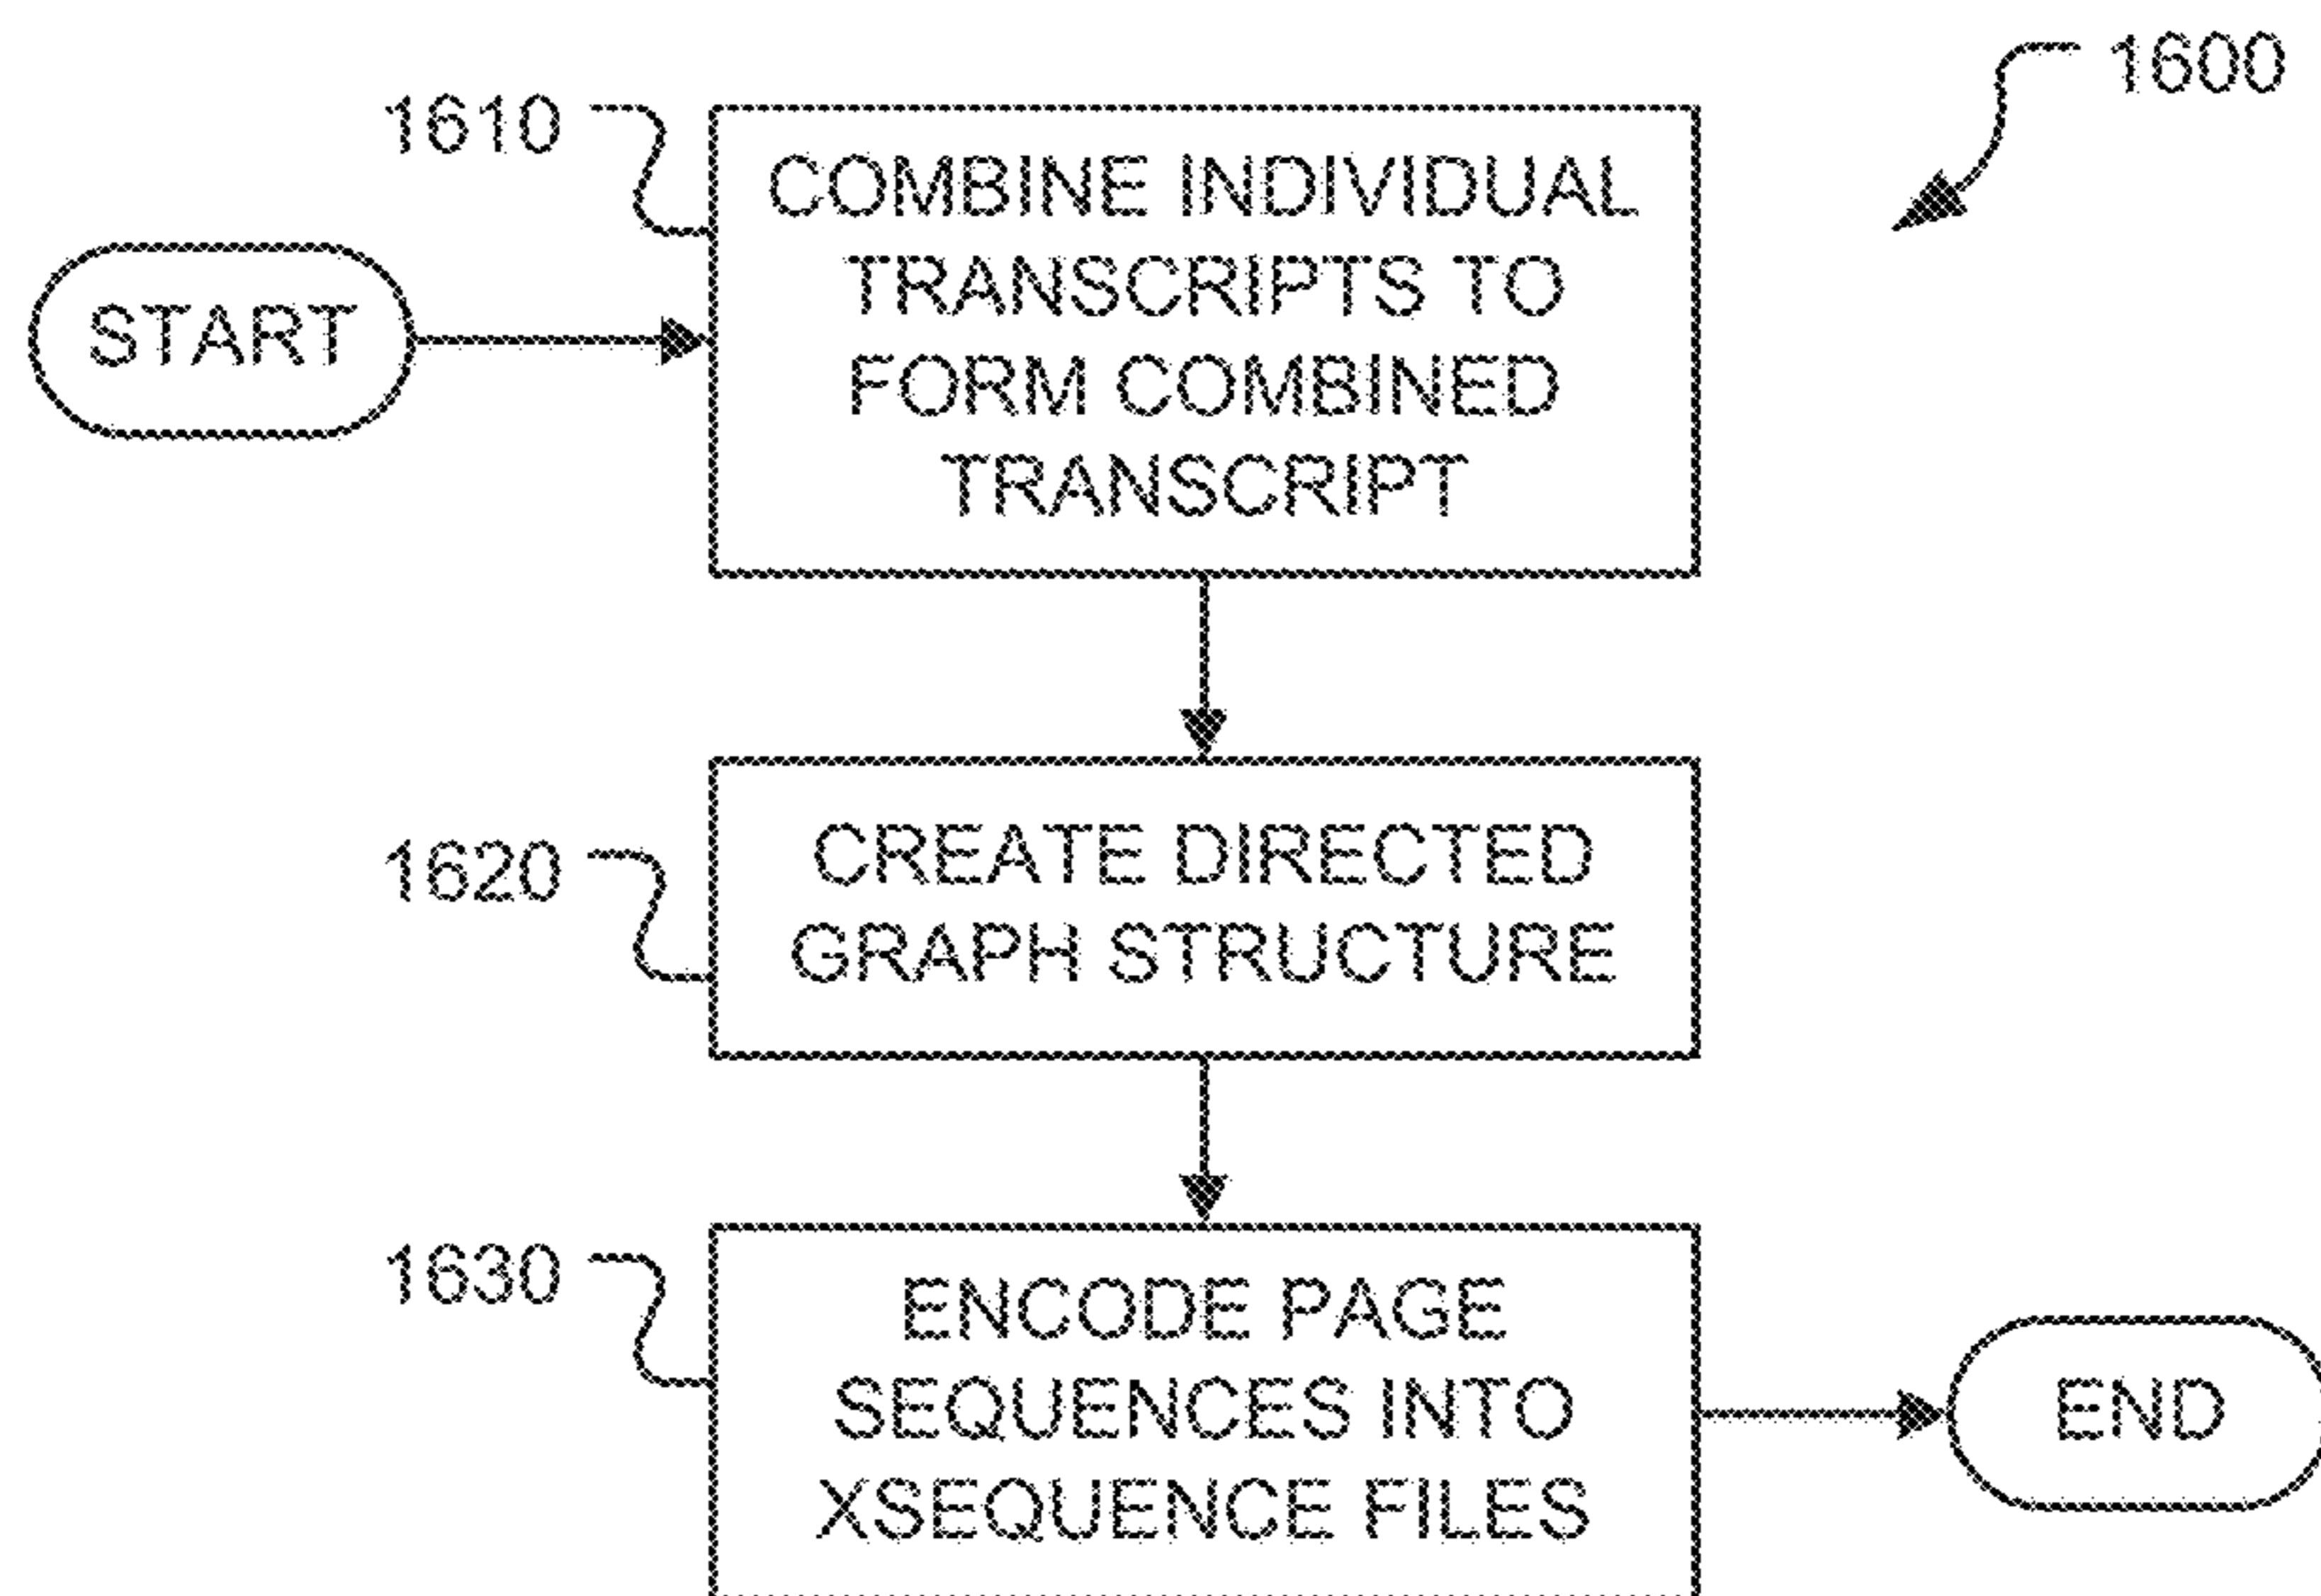 1600
1610
COMBINE INDIVIDUAL
TRANSCRIPTS TO
FORM COMBINED
TRANSCRIPT
START
1620
CREATE DIRECTED
GRAPH STRUCTURE
1630
ENCODE PAGE
SEQUENCES INTO
XSEQUENCE FILES
END